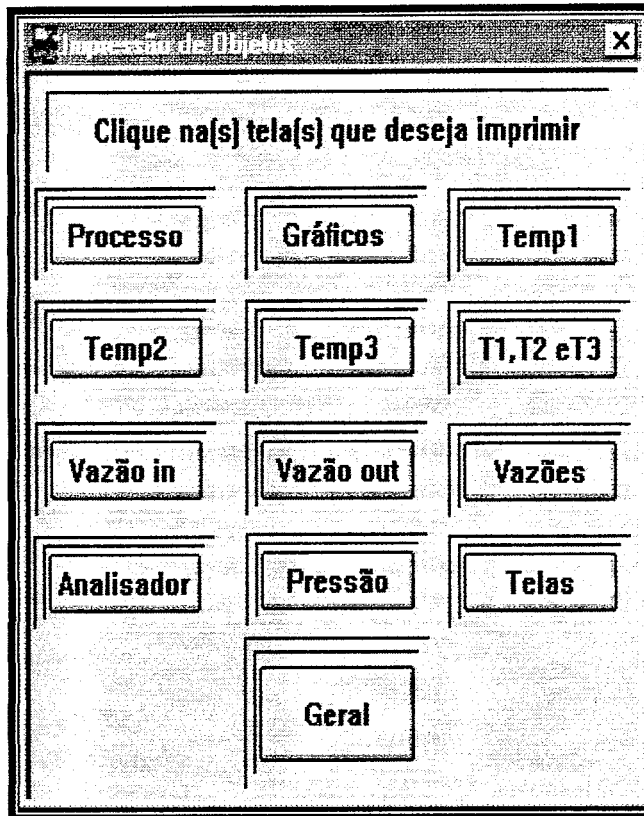 Impressão de Objetos
Clique na(s) tela(s) que deseja imprimir
Processo Gráficos Temp1
Temp2 Temp3 T1,T2 eT3
Vazão in Vazão out Vazões
Analisador Pressão Telas
Geral